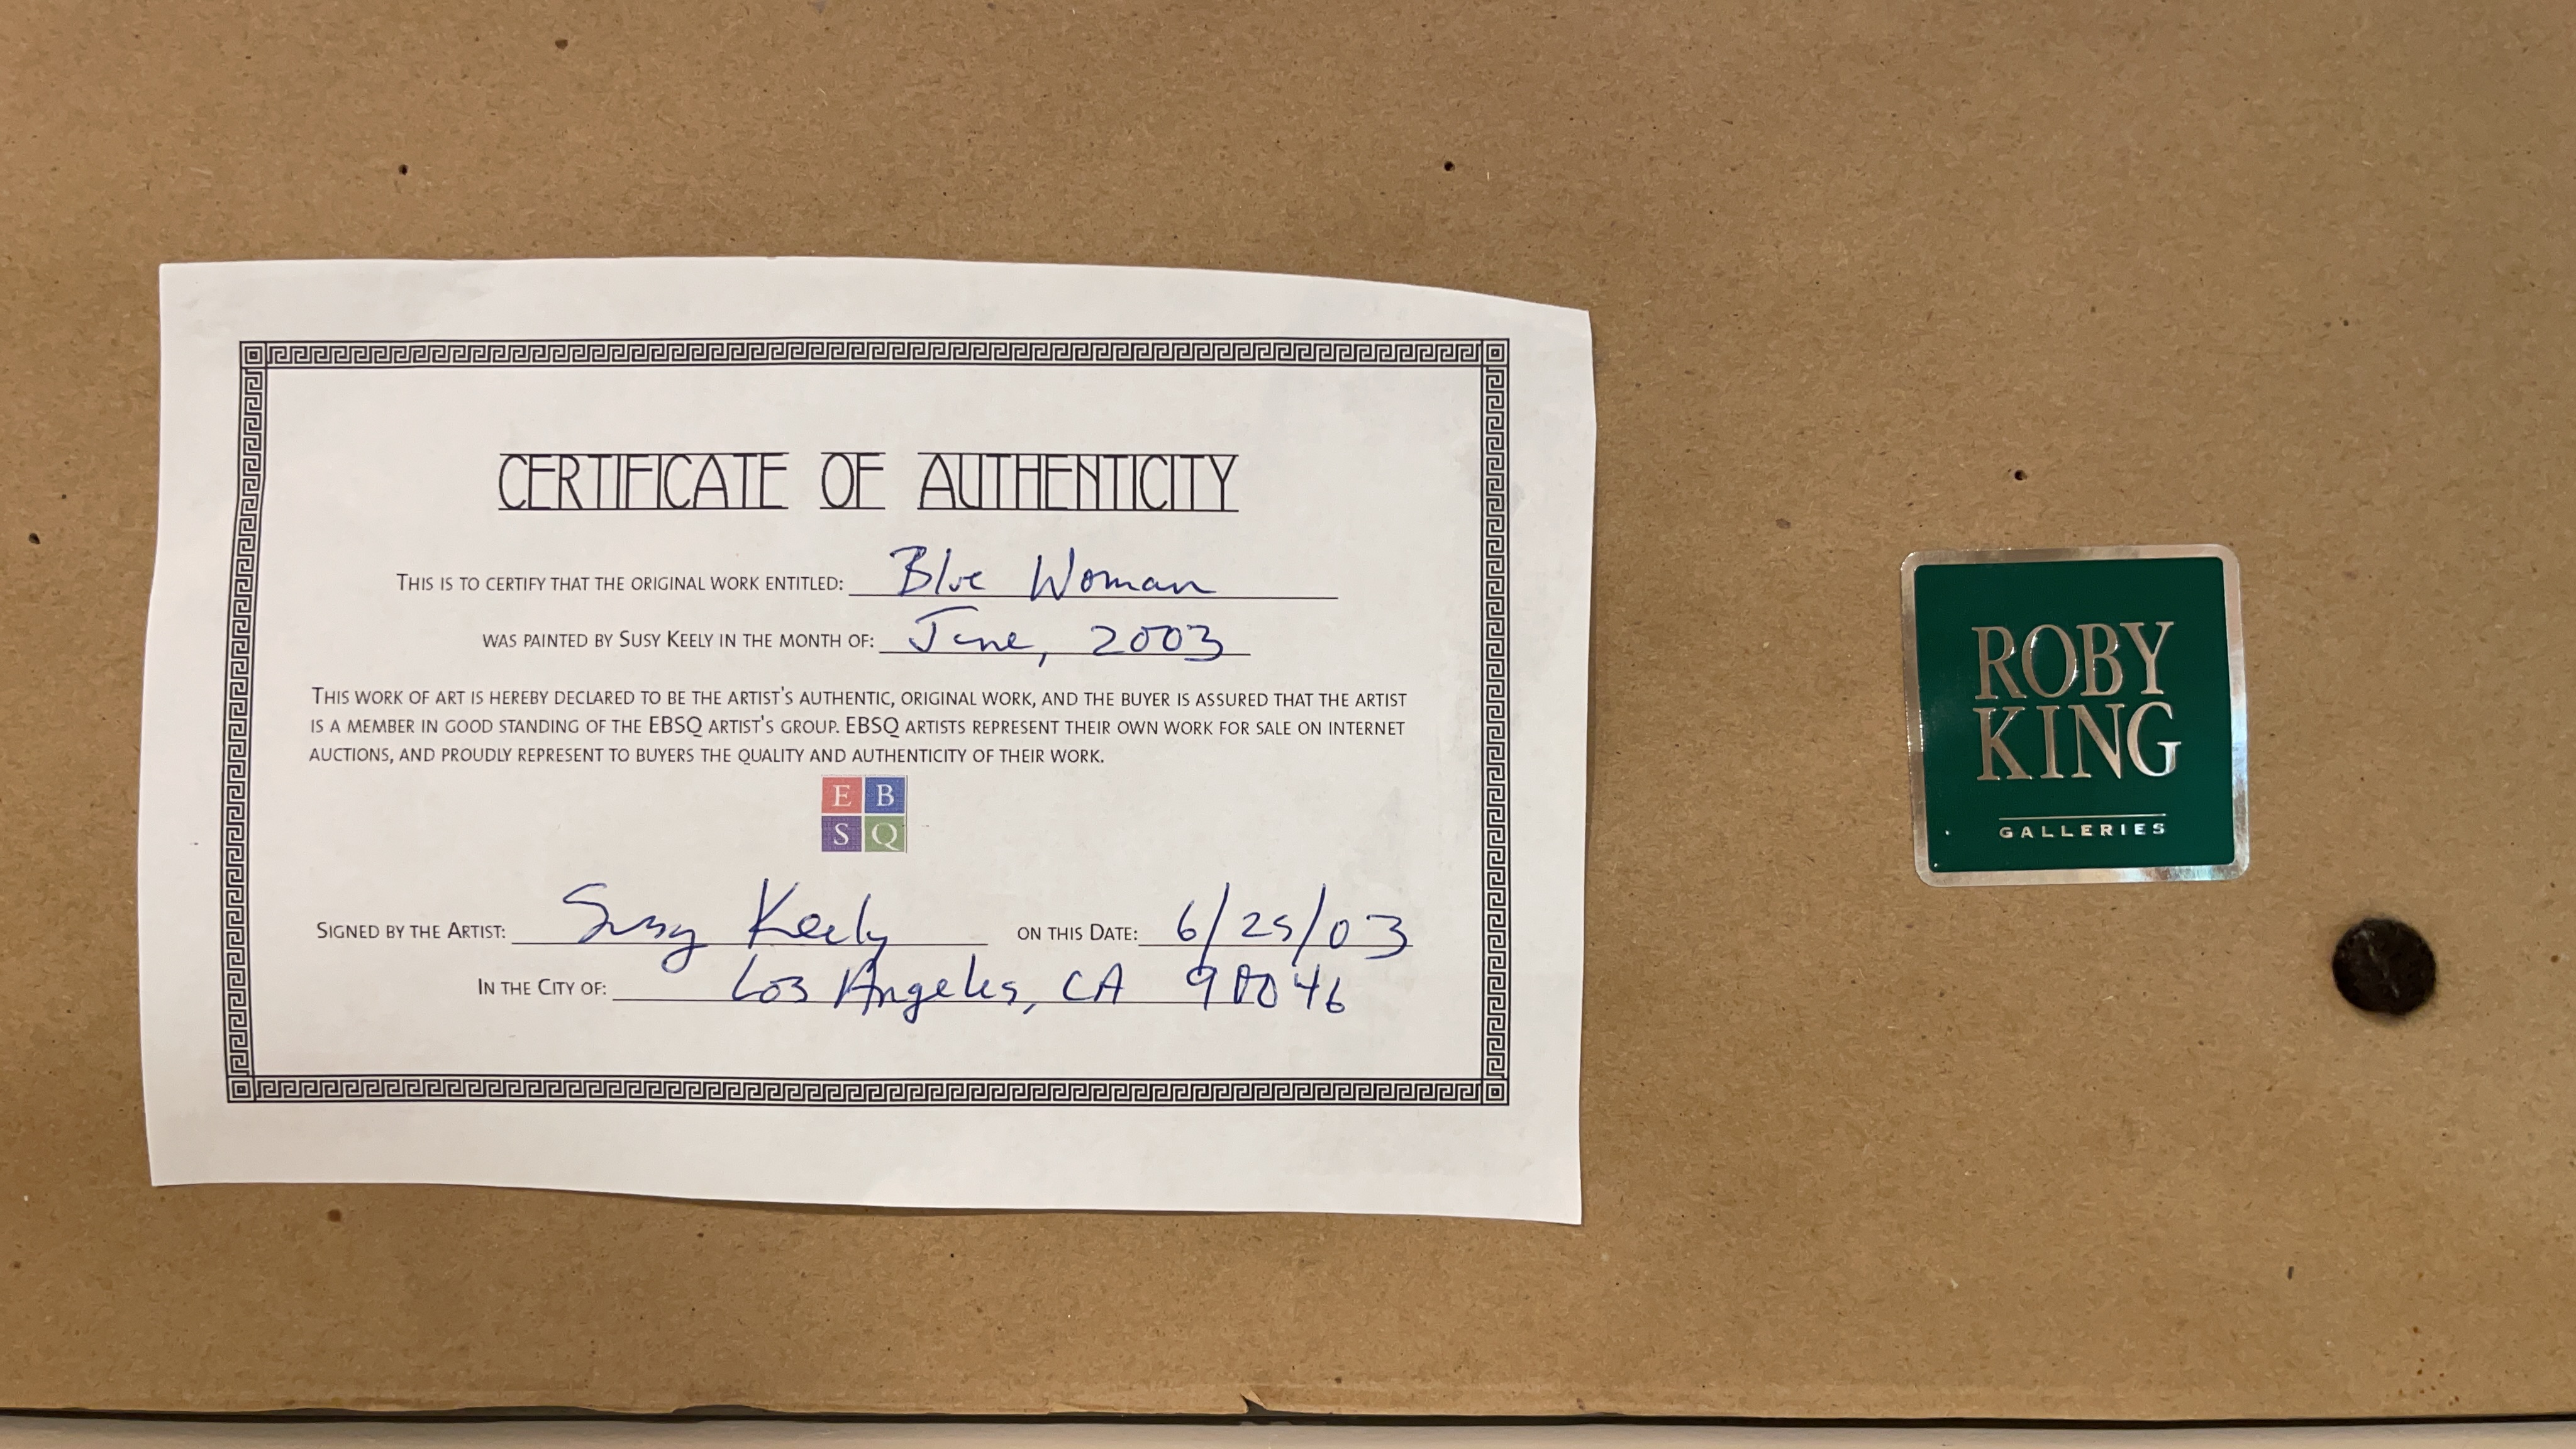 CERTIFICATE OF AUTHENTICITY
THIS IS TO CERTIFY THAT THE ORIGINAL WORK ENTITLED: Blue Woman
WAS PAINTED BY SUSY KEELY IN THE MONTH OF: June, 2003
THIS WORK OF ART IS HEREBY DECLARED TO BE THE ARTIST'S AUTHENTIC, ORIGINAL WORK, AND THE BUYER IS ASSURED THAT THE ARTIST
IS A MEMBER IN GOOD STANDING OF THE EBSQ ARTIST'S GROUP. EBSQ ARTISTS REPRESENT THEIR OWN WORK FOR SALE ON INTERNET
AUCTIONS, AND PROUDLY REPRESENT TO BUYERS THE QUALITY AND AUTHENTICITY OF THEIR WORK.
E B
S Q
SIGNED BY THE ARTIST: Susy Keely ON THIS DATE: 6/25/03
IN THE CITY OF: Los Angeles, CA 90046
ROBY
KING
GALLERIES